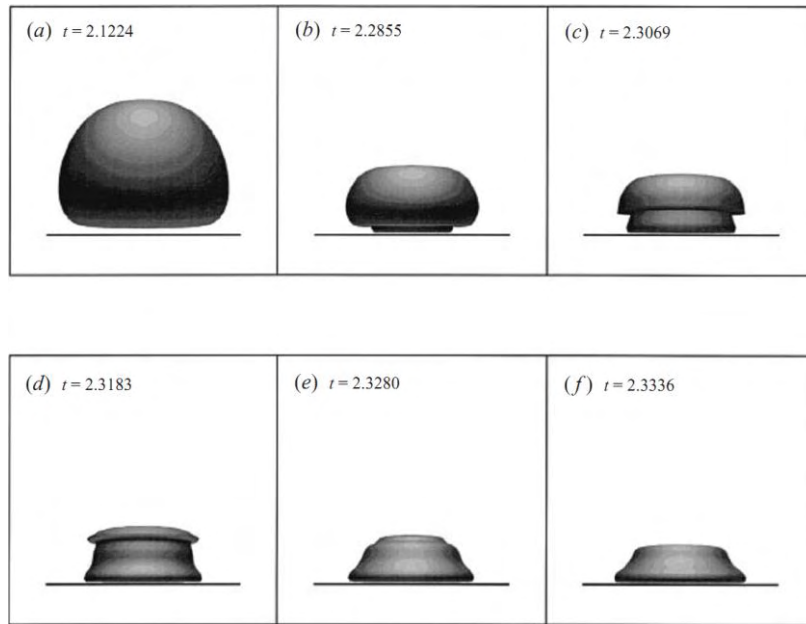 (a) t = 2.1224
(b) t = 2.2855
(c) t = 2.3069
(d) t = 2.3183
(e) t = 2.3280
(f) t = 2.3336